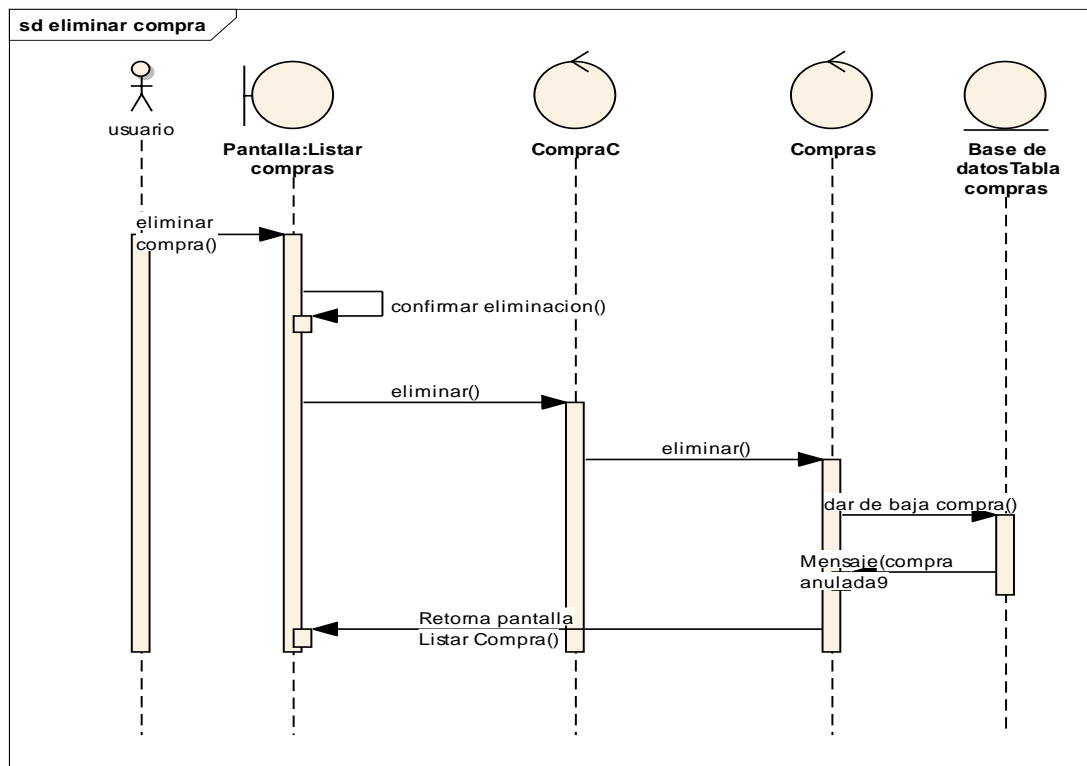 sd eliminar compra
usuario
Pantalla:Listar
compras
CompraC
Compras
Base de
datosTabla
compras
eliminar
compra()
confirmar eliminacion()
eliminar()
eliminar()
dar de baja compra()
Mensaje(compra
anulada9
Retorna pantalla
Listar Compra()